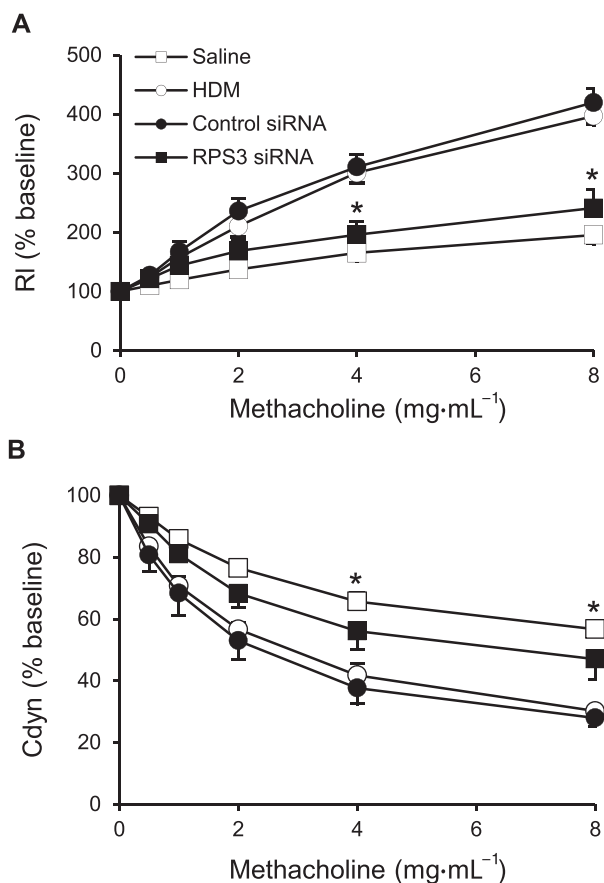 A
Saline
HDM
Control siRNA
RPS3 siRNA
500
400
300
200
100
0
*
*
RI (% baseline)
0 2 4 6 8
Methacholine (mg·mL⁻¹)
B
100
80
60
40
20
0
*
*
Cdyn (% baseline)
0 2 4 6 8
Methacholine (mg·mL⁻¹)